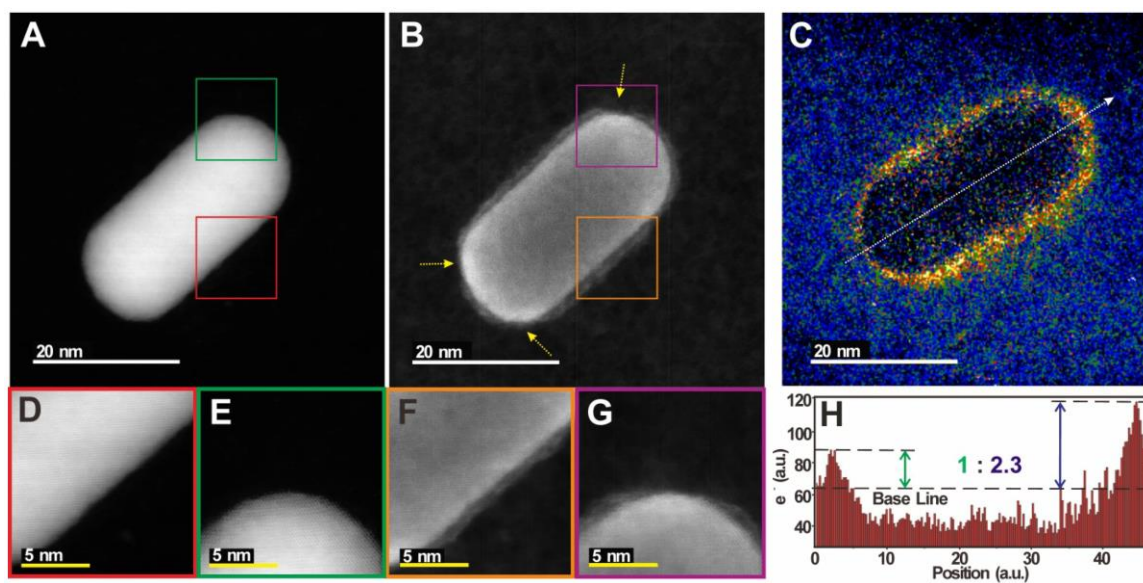 A
B
C
20 nm
20 nm
20 nm
D
E
F
G
H
5 nm
5 nm
5 nm
5 nm
120
100
80
60
40
e⁻ (a.u.)
1 : 2.3
Base Line
0 10 20 30 40
Position (a.u.)